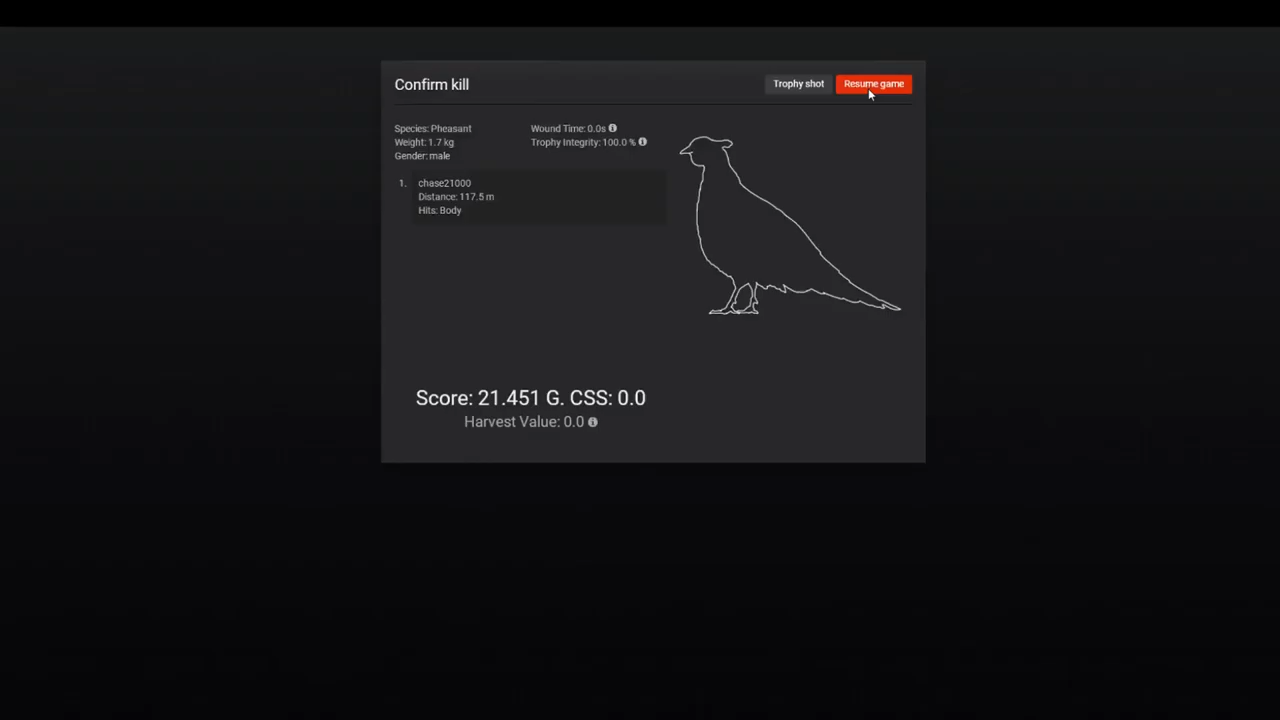 Confirm kill
Trophy shot
Resume game
Species: Pheasant
Weight: 1.7 kg
Gender: male
Wound Time: 0.0s
Trophy Integrity: 100.0 %
1. chase21000
Distance: 117.5 m
Hits: Body
Score: 21.451 G. CSS: 0.0
Harvest Value: 0.0